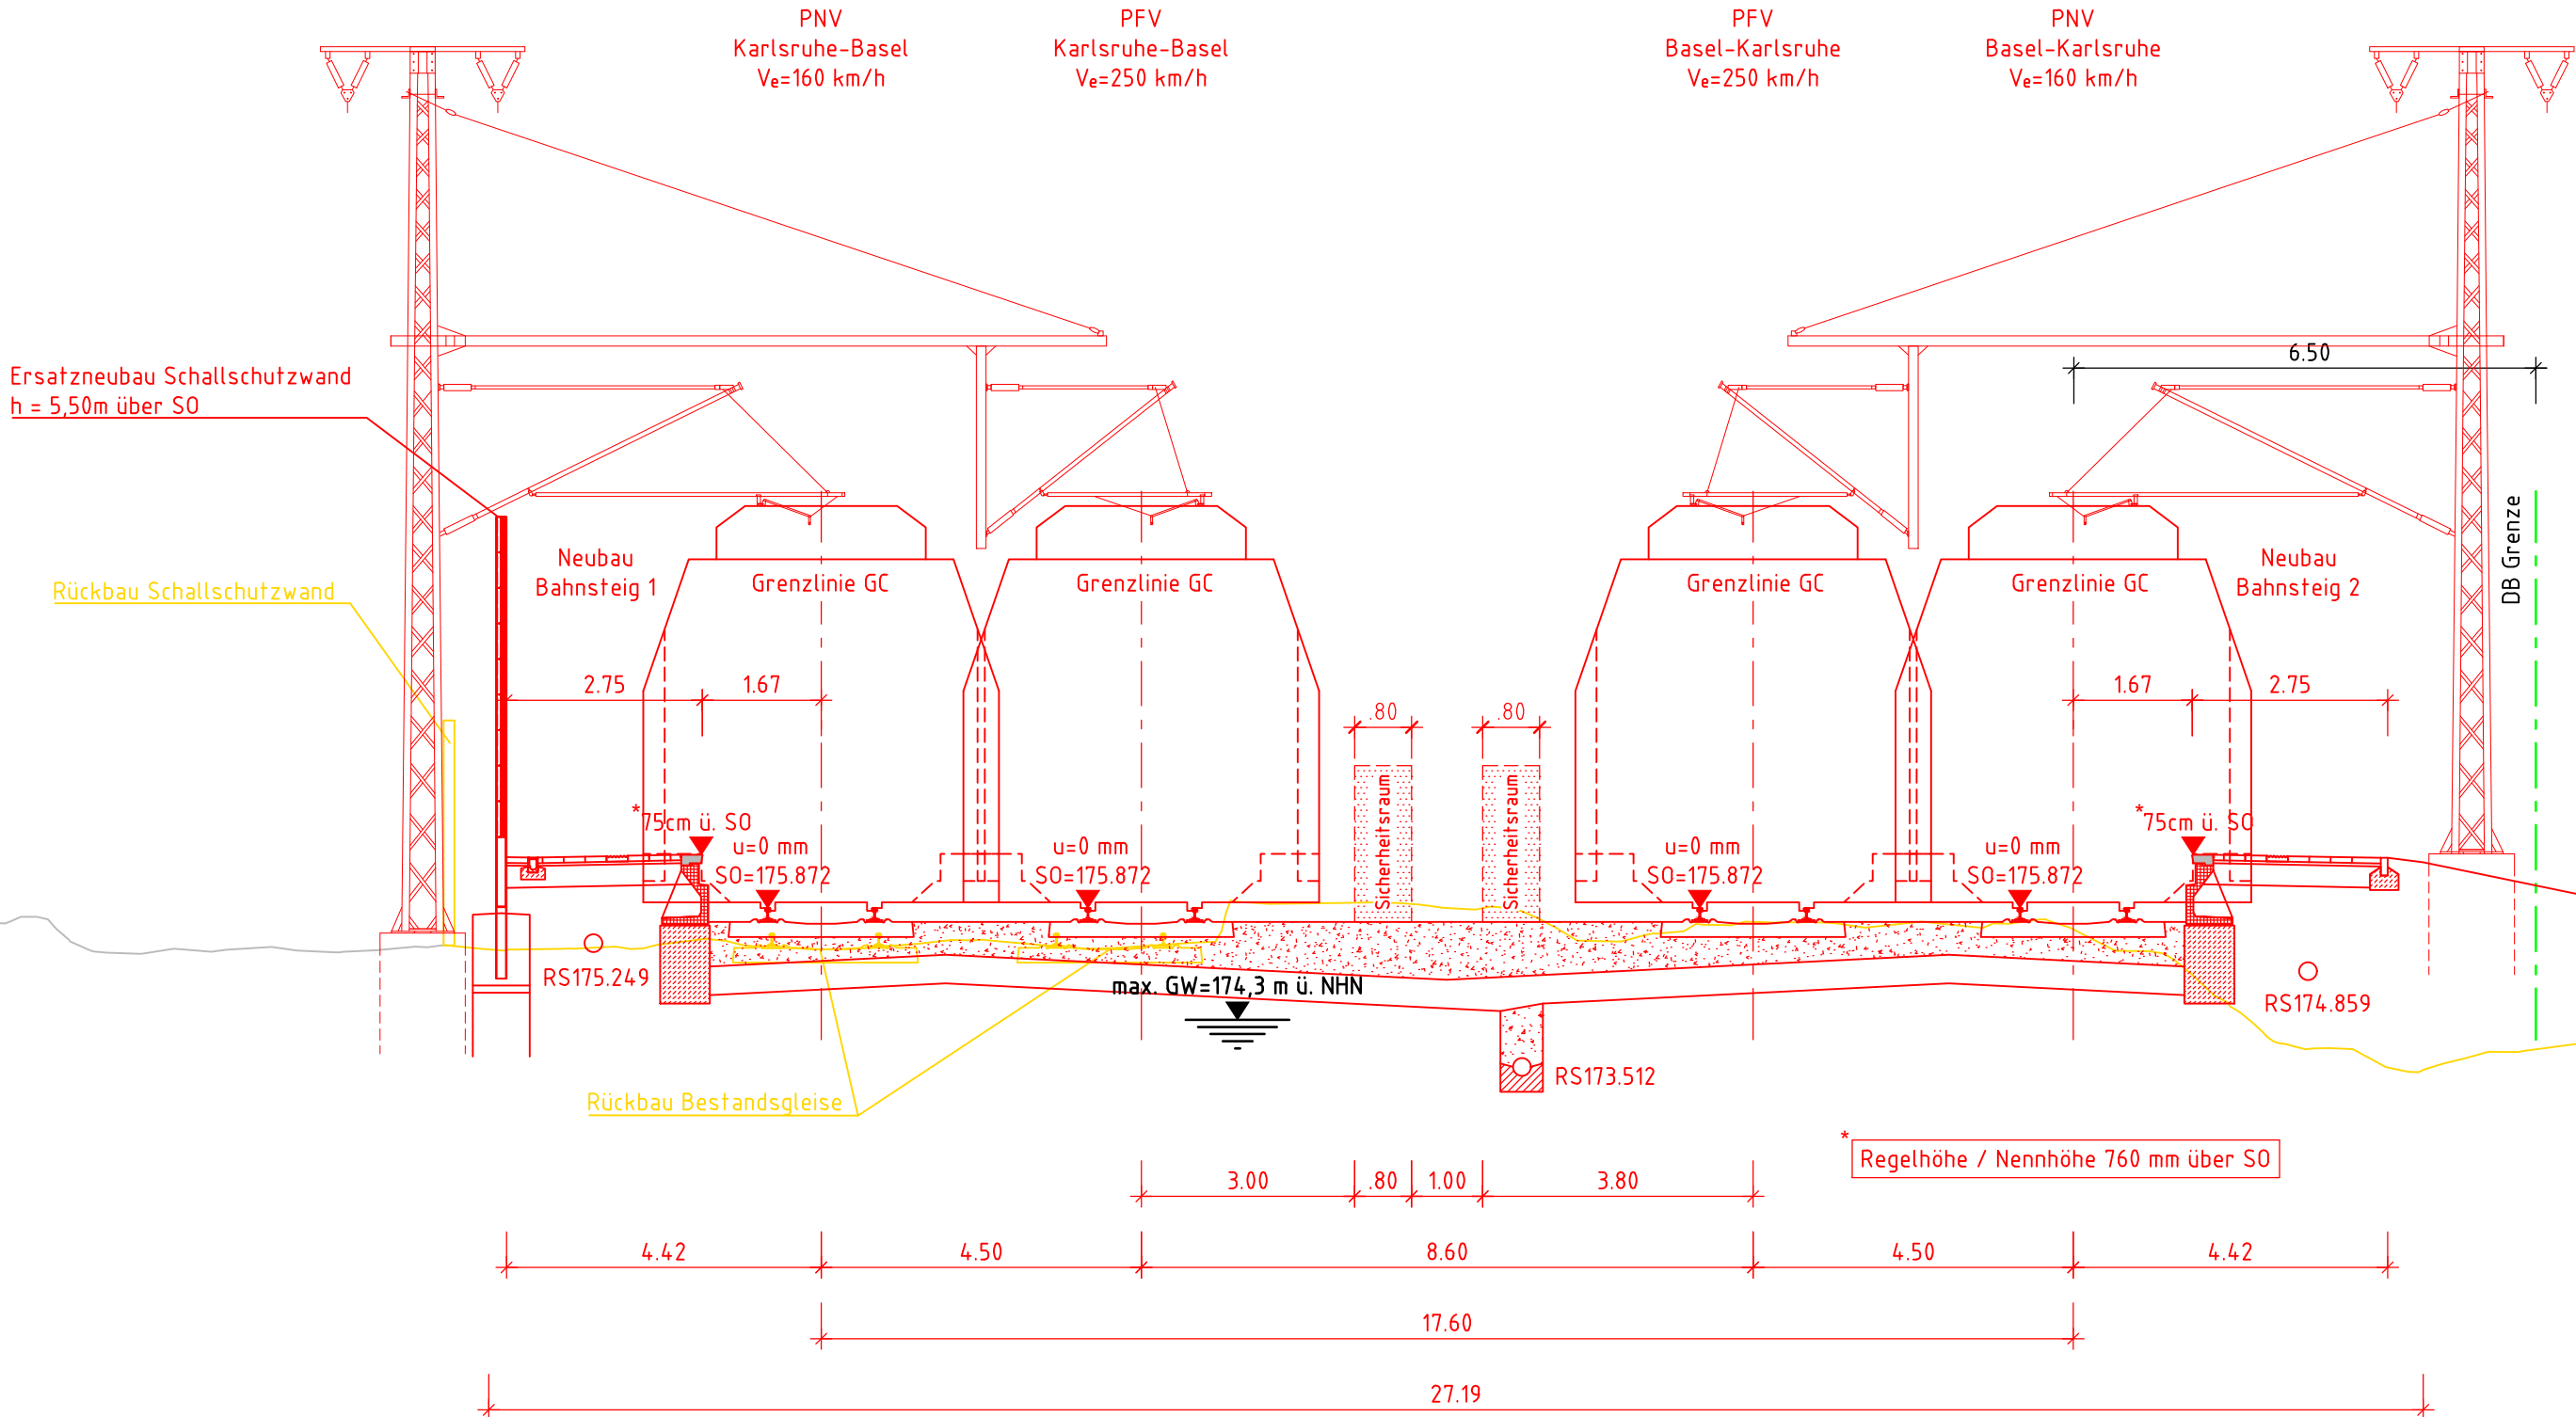 PNV
Karlsruhe-Basel
Ve=160 km/h
PFV
Karlsruhe-Basel
Ve=250 km/h
PFV
Basel-Karlsruhe
Ve=250 km/h
PNV
Basel-Karlsruhe
Ve=160 km/h
6.50
Ersatzneubau Schallschutzwand
h = 5,50m über SO
DB Grenze
Neubau
Bahnsteig 1
Grenzlinie GC
Grenzlinie GC
Grenzlinie GC
Grenzlinie GC
Neubau
Bahnsteig 2
Rückbau Schallschutzwand
2.75
1.67
.80
.80
1.67
2.75
Sicherheitsraum
Sicherheitsraum
*75cm ü. SO
*75cm ü. SO
u=0 mm
SO=175.872
u=0 mm
SO=175.872
u=0 mm
SO=175.872
u=0 mm
SO=175.872
RS175.249
max. GW=174,3 m ü. NHN
RS174.859
RS173.512
Rückbau Bestandsgleise
*
Regelhöhe / Nennhöhe 760 mm über SO
3.00
.80
1.00
3.80
4.42
4.50
8.60
4.50
4.42
17.60
27.19